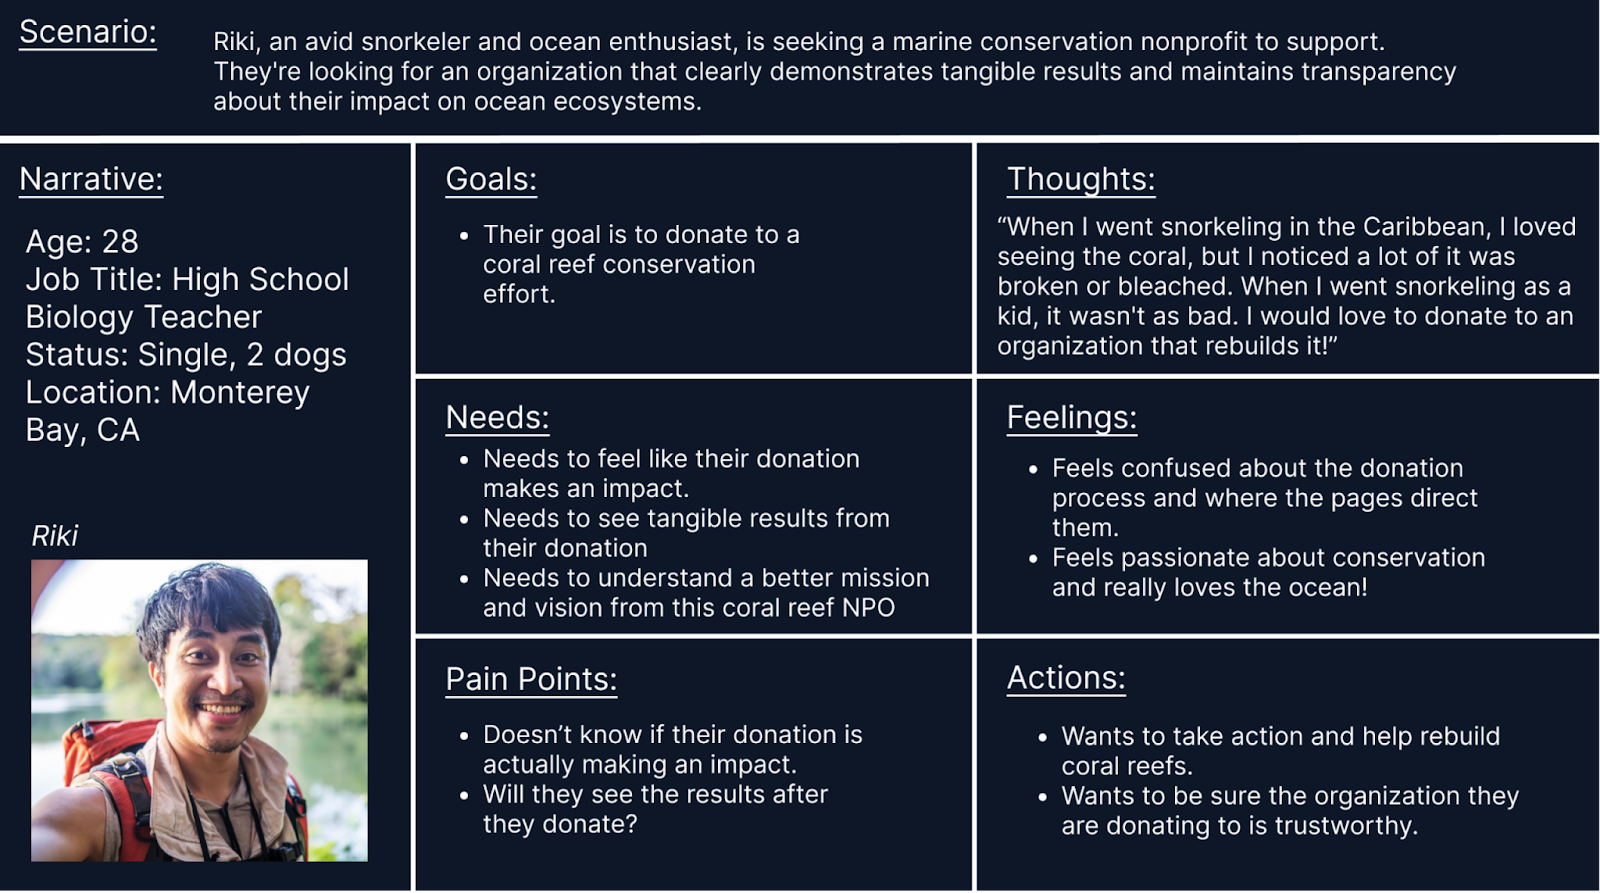 Scenario:
Riki, an avid snorkeler and ocean enthusiast, is seeking a marine conservation nonprofit to support.
They're looking for an organization that clearly demonstrates tangible results and maintains transparency
about their impact on ocean ecosystems.
Narrative:
Age: 28
Job Title: High School
Biology Teacher
Status: Single, 2 dogs
Location: Monterey
Bay, CA
Riki
Goals:
• Their goal is to donate to a
coral reef conservation
effort.
Thoughts:
“When I went snorkeling in the Caribbean, I loved
seeing the coral, but I noticed a lot of it was
broken or bleached. When I went snorkeling as a
kid, it wasn't as bad. I would love to donate to an
organization that rebuilds it!”
Needs:
• Needs to feel like their donation
makes an impact.
• Needs to see tangible results from
their donation
• Needs to understand a better mission
and vision from this coral reef NPO
Feelings:
• Feels confused about the donation
process and where the pages direct
them.
• Feels passionate about conservation
and really loves the ocean!
Pain Points:
• Doesn’t know if their donation is
actually making an impact.
• Will they see the results after
they donate?
Actions:
• Wants to take action and help rebuild
coral reefs.
• Wants to be sure the organization they
are donating to is trustworthy.